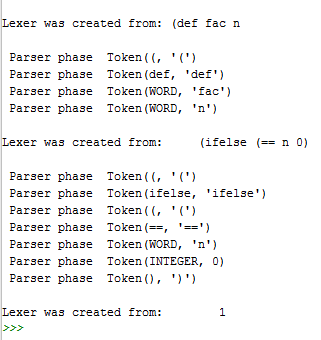 Lexer was created from: (def fac n
Parser phase  Token((, '(')
Parser phase  Token(def, 'def')
Parser phase  Token(WORD, 'fac')
Parser phase  Token(WORD, 'n')
Lexer was created from:     (ifelse (== n 0)
Parser phase  Token((, '(')
Parser phase  Token(ifelse, 'ifelse')
Parser phase  Token((, '(')
Parser phase  Token(==, '==')
Parser phase  Token(WORD, 'n')
Parser phase  Token(INTEGER, 0)
Parser phase  Token(), ')')
Lexer was created from:        1
>>>